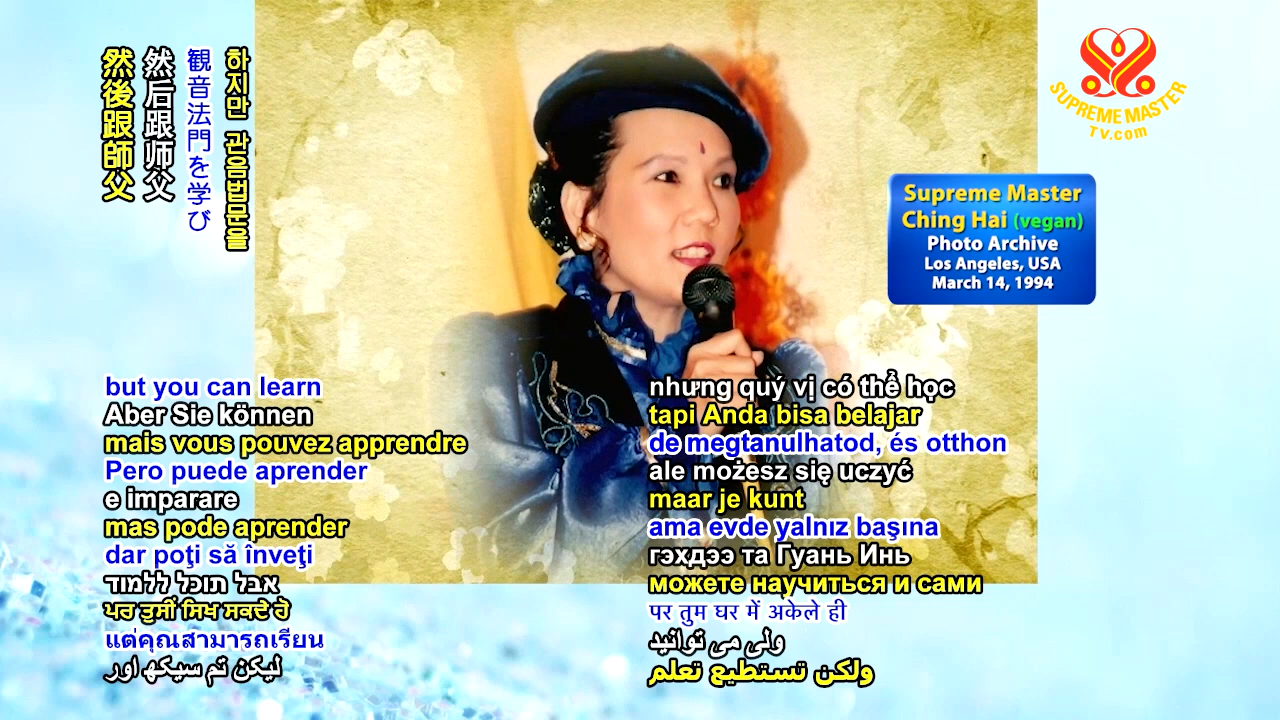 然後跟師父
然后跟师父
観音法門を学び
하지만 관음법문을
SUPREME MASTER
TV.com
Supreme Master
Ching Hai (vegan)
Photo Archive
Los Angeles, USA
March 14, 1994
but you can learn
Aber Sie können
mais vous pouvez apprendre
Pero puede aprender
e imparare
mas pode aprender
dar poţi să înveţi
אבל תוכל ללמוד
ਪਰ ਤੁਸੀਂ ਸਿਖ ਸਕਦੇ ਹੋ
แต่คุณสามารถเรียน
لیکن تم سیکھ اور
nhưng quý vị có thể học
tapi Anda bisa belajar
de megtanulhatod, és otthon
ale możesz się uczyć
maar je kunt
ama evde yalnız başına
гэхдээ та Гуань Инь
можете научиться и сами
पर तुम घर में अकेले ही
ولی می توانید
ولكن تستطيع تعلم